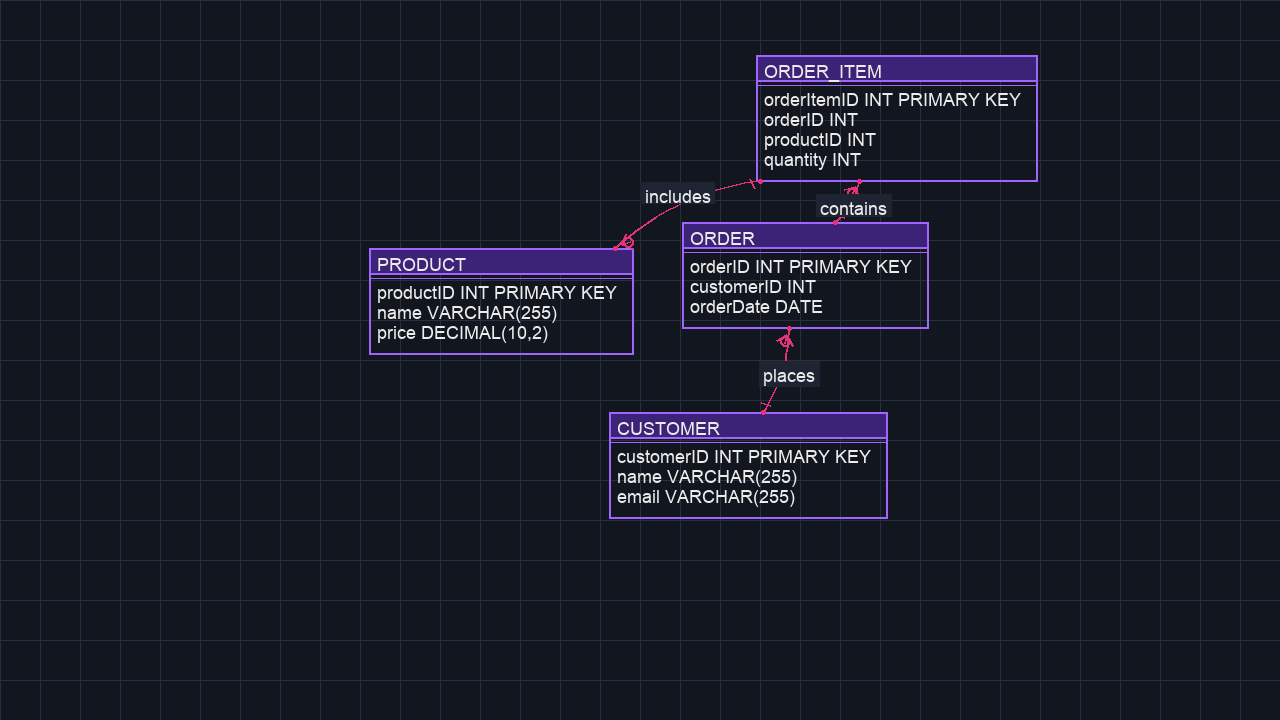 ORDER_ITEM
orderItemID INT PRIMARY KEY
orderID INT
productID INT
quantity INT
includes
contains
ORDER
orderID INT PRIMARY KEY
customerID INT
orderDate DATE
PRODUCT
productID INT PRIMARY KEY
name VARCHAR(255)
price DECIMAL(10,2)
places
CUSTOMER
customerID INT PRIMARY KEY
name VARCHAR(255)
email VARCHAR(255)